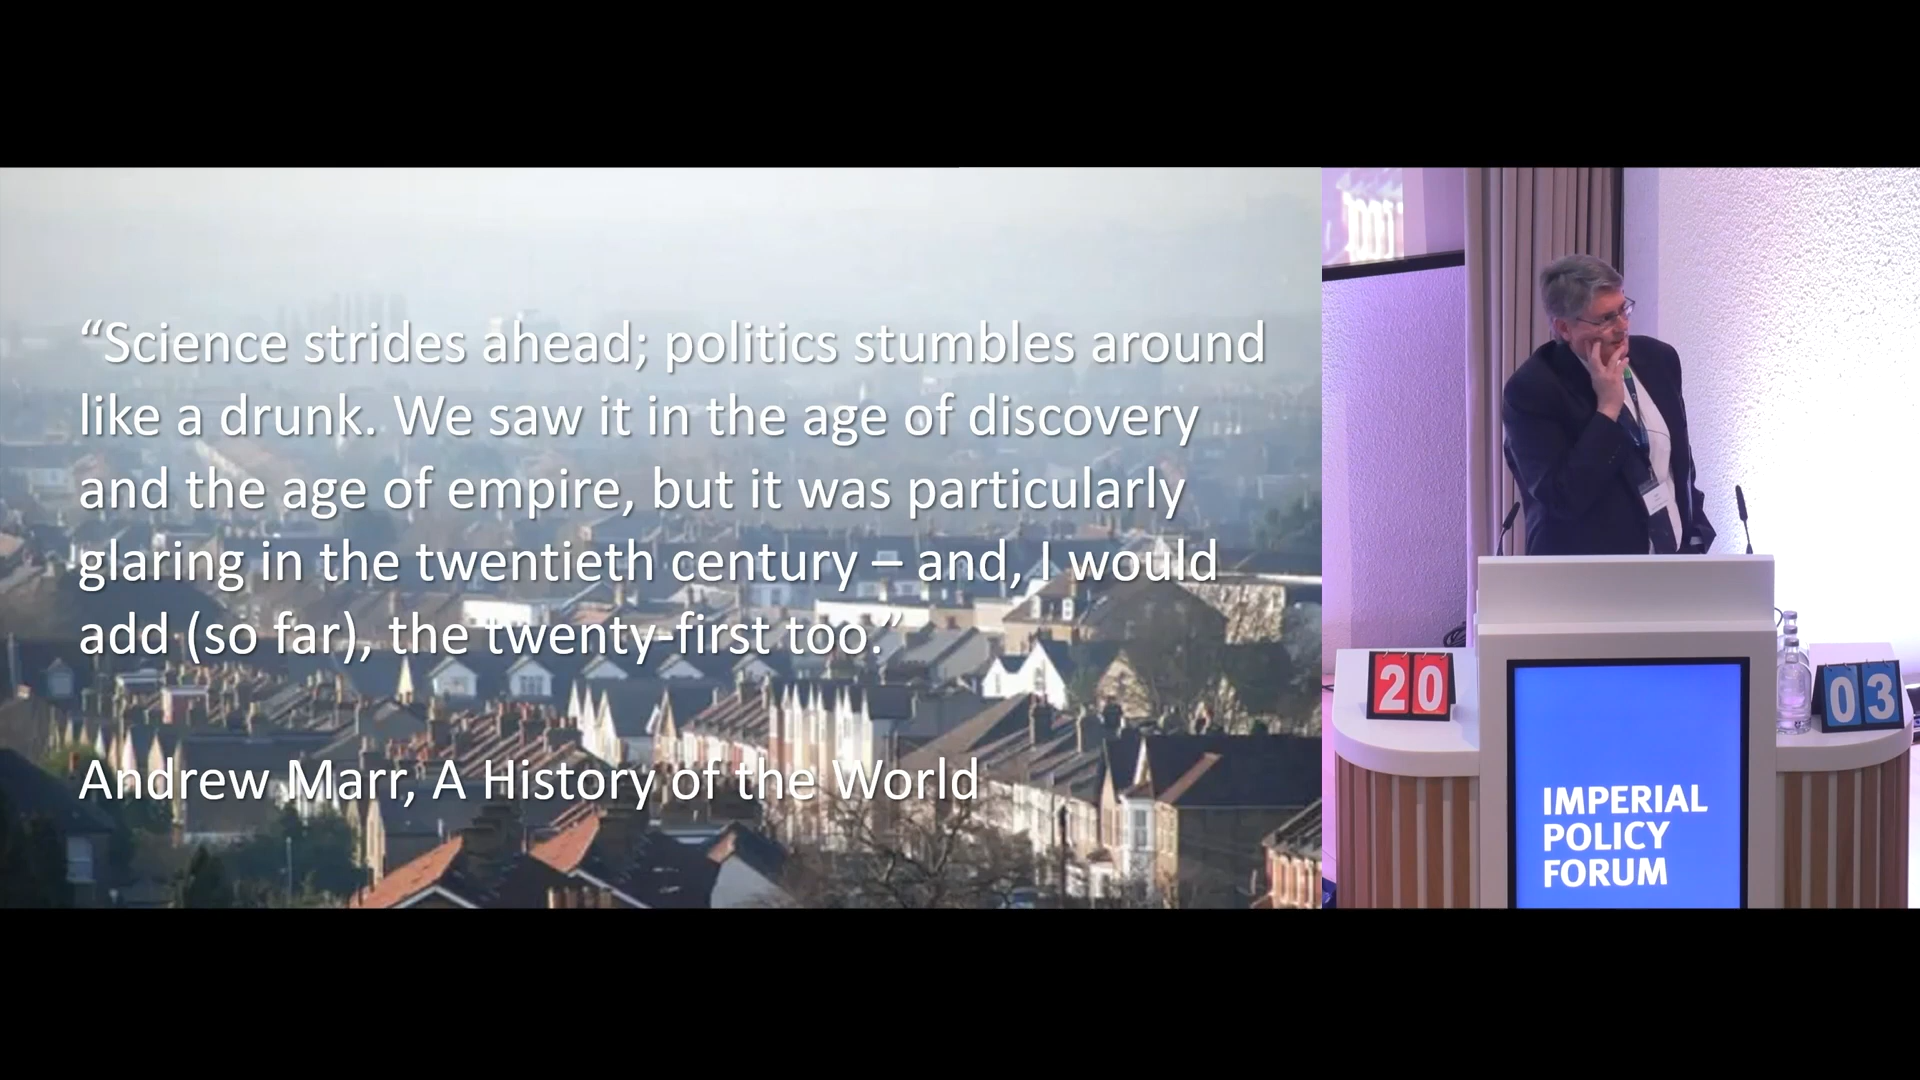 “Science strides ahead; politics stumbles around
like a drunk. We saw it in the age of discovery
and the age of empire, but it was particularly
glaring in the twentieth century – and, I would
add (so far), the twenty-first too.”
Andrew Marr, A History of the World
20
03
IMPERIAL
POLICY
FORUM